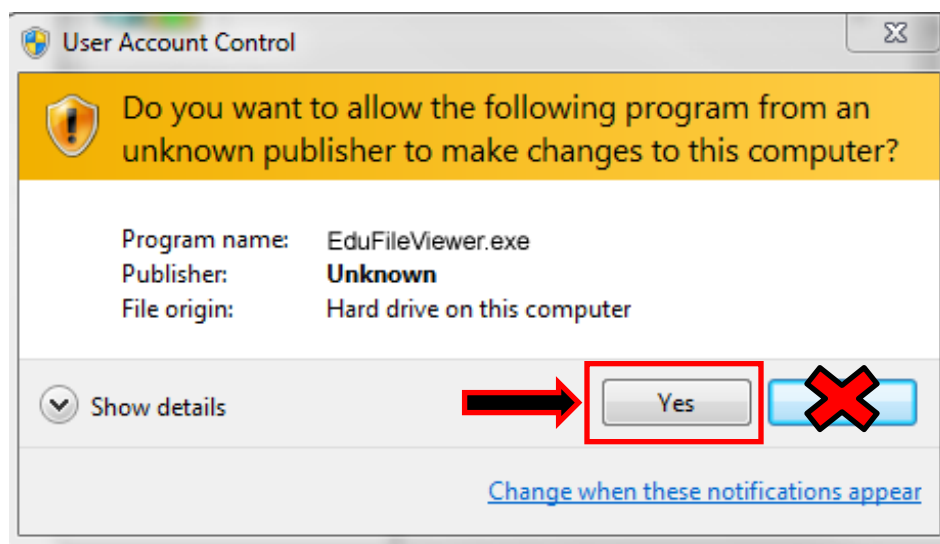 User Account Control
Do you want to allow the following program from an
unknown publisher to make changes to this computer?
Program name: EduFileViewer.exe
Publisher: Unknown
File origin: Hard drive on this computer
Show details
Yes
Change when these notifications appear